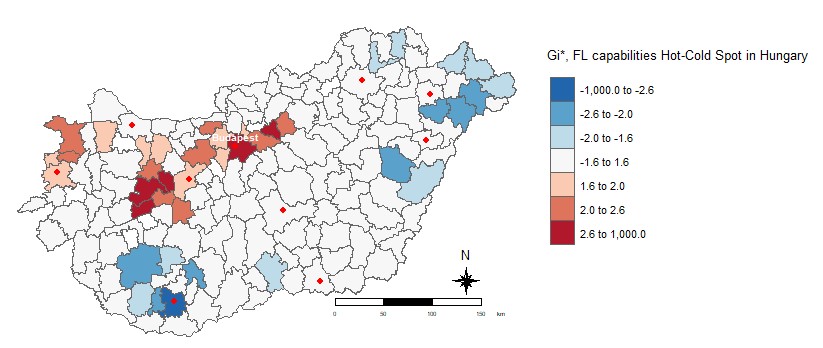 Gi*, FL capabilities Hot-Cold Spot in Hungary
-1,000.0 to -2.6
-2.6 to -2.0
-2.0 to -1.6
-1.6 to 1.6
1.6 to 2.0
2.0 to 2.6
2.6 to 1,000.0
Budapest
N
0 50 100 150 km